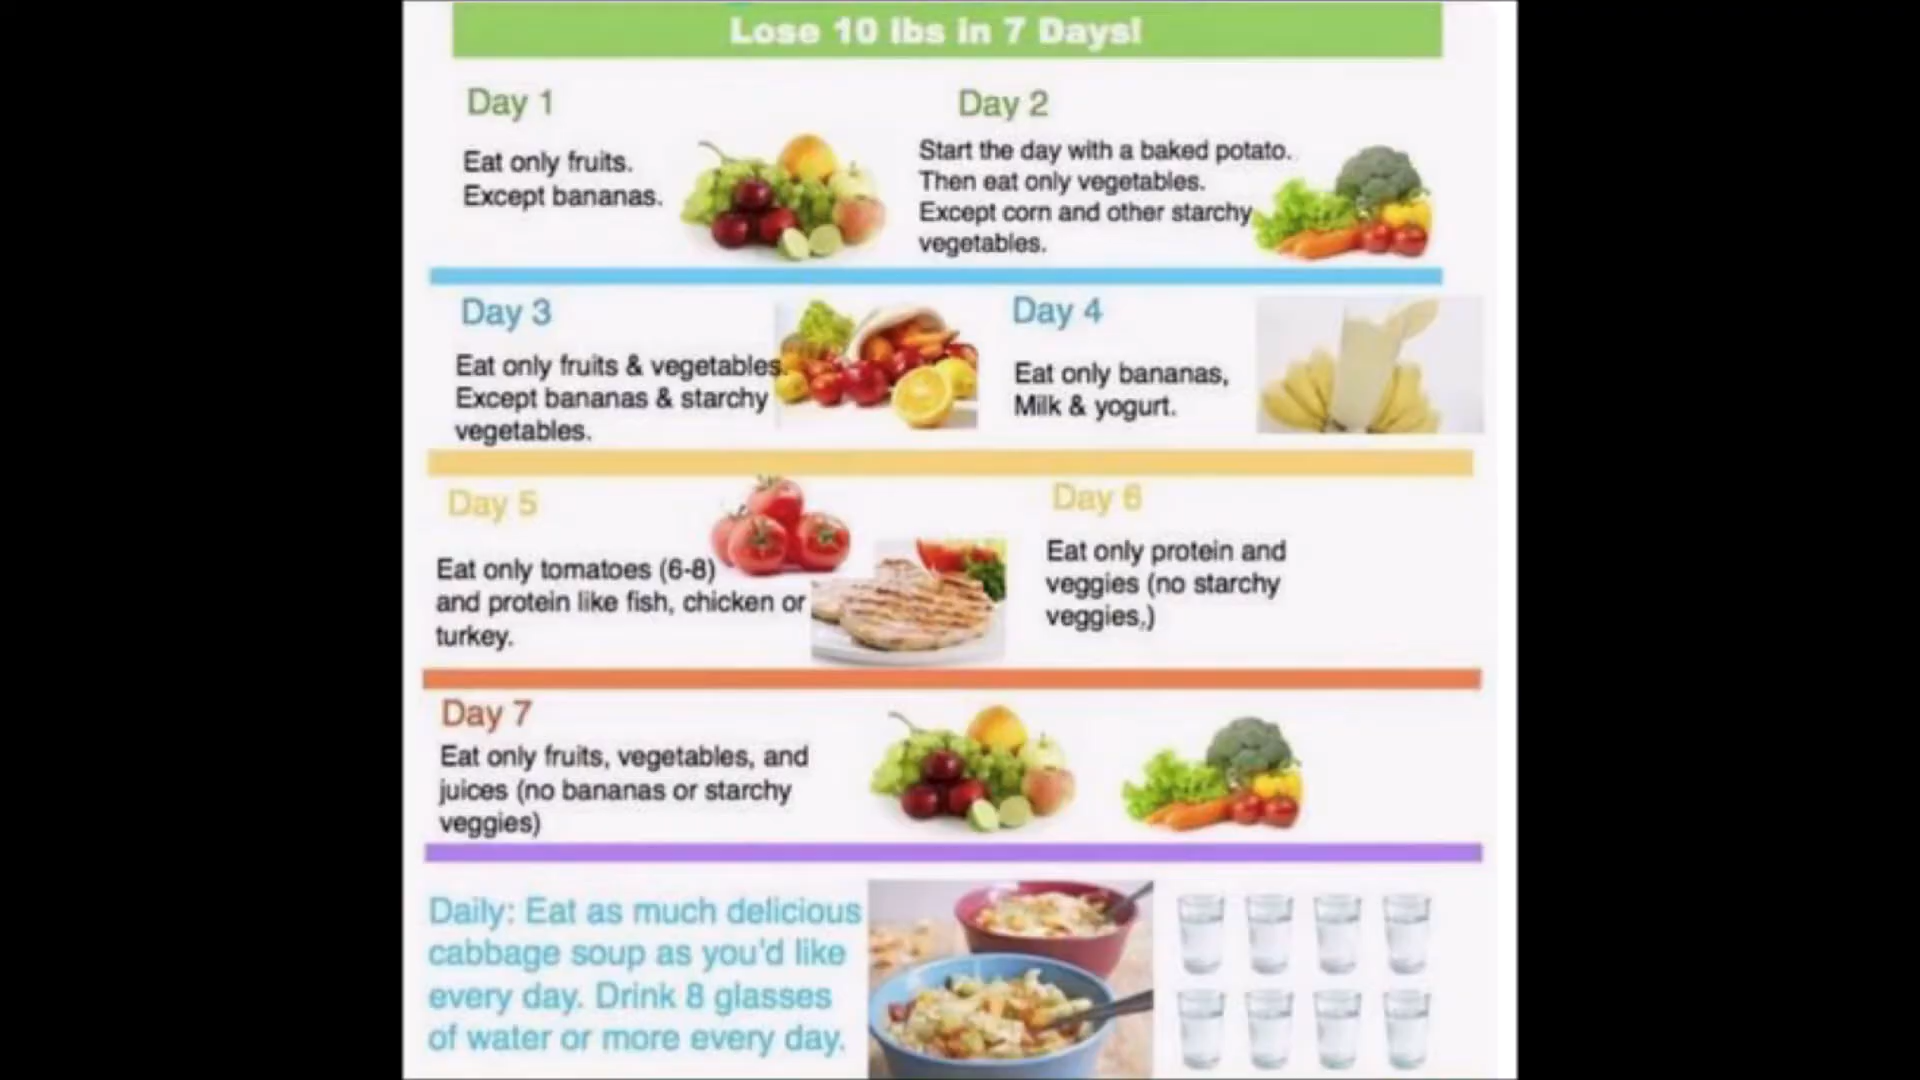 Lose 10 lbs in 7 Days!
Day 1
Eat only fruits.
Except bananas.
Day 2
Start the day with a baked potato.
Then eat only vegetables.
Except corn and other starchy
vegetables.
Day 3
Eat only fruits & vegetables.
Except bananas & starchy
vegetables.
Day 4
Eat only bananas,
Milk & yogurt.
Day 5
Eat only tomatoes (6-8)
and protein like fish, chicken or
turkey.
Day 6
Eat only protein and
veggies (no starchy
veggies,)
Day 7
Eat only fruits, vegetables, and
juices (no bananas or starchy
veggies)
Daily: Eat as much delicious
cabbage soup as you'd like
every day. Drink 8 glasses
of water or more every day.